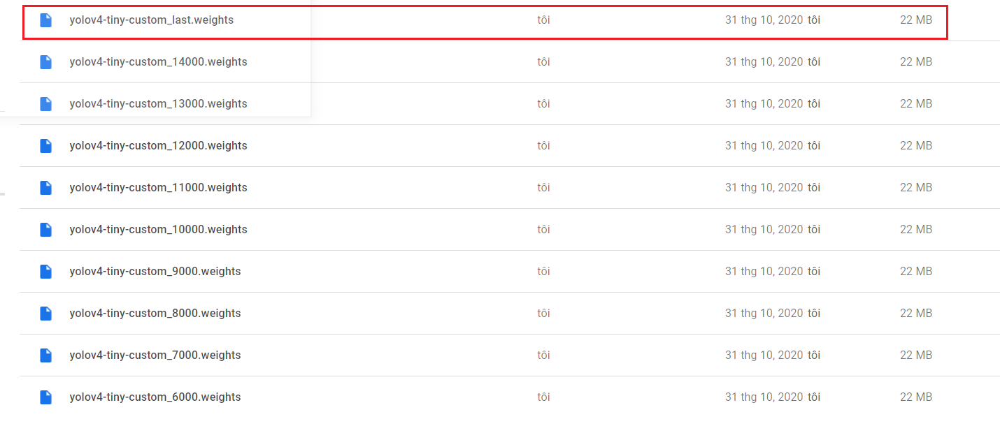 yolov4-tiny-custom_last.weights tôi 31 thg 10, 2020 tôi 22 MB
yolov4-tiny-custom_14000.weights tôi 31 thg 10, 2020 tôi 22 MB
yolov4-tiny-custom_13000.weights tôi 31 thg 10, 2020 tôi 22 MB
yolov4-tiny-custom_12000.weights tôi 31 thg 10, 2020 tôi 22 MB
yolov4-tiny-custom_11000.weights tôi 31 thg 10, 2020 tôi 22 MB
yolov4-tiny-custom_10000.weights tôi 31 thg 10, 2020 tôi 22 MB
yolov4-tiny-custom_9000.weights tôi 31 thg 10, 2020 tôi 22 MB
yolov4-tiny-custom_8000.weights tôi 31 thg 10, 2020 tôi 22 MB
yolov4-tiny-custom_7000.weights tôi 31 thg 10, 2020 tôi 22 MB
yolov4-tiny-custom_6000.weights tôi 31 thg 10, 2020 tôi 22 MB